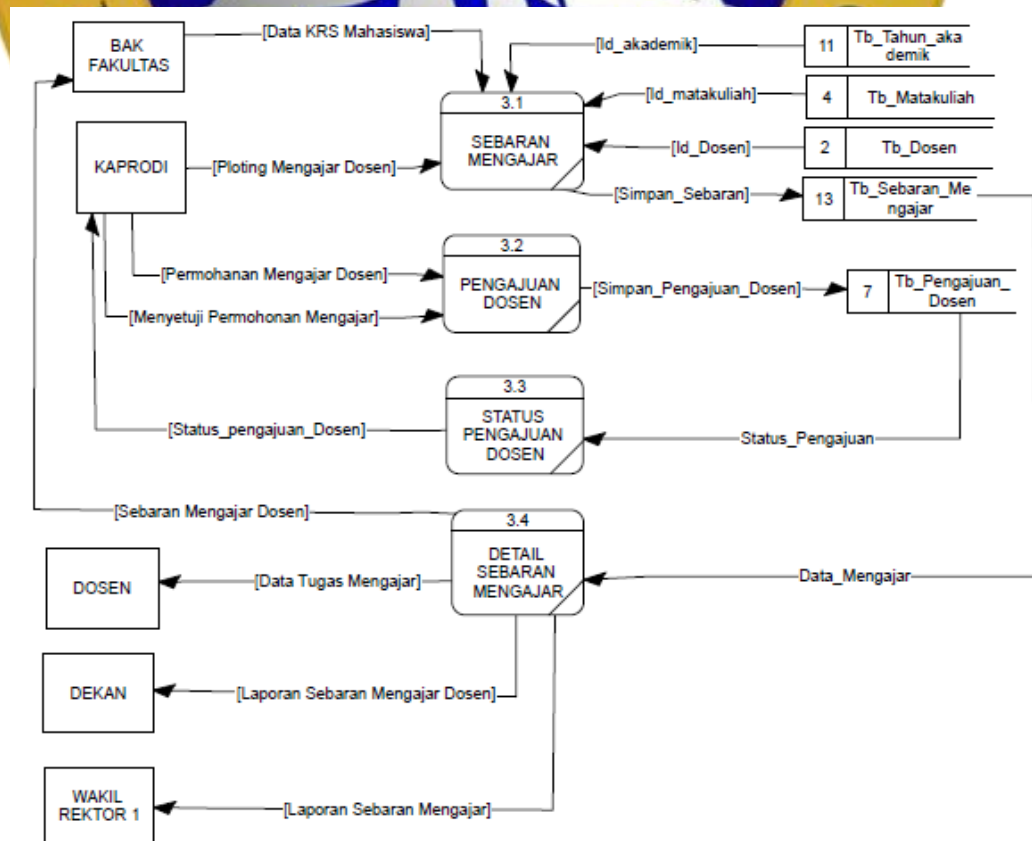 BAK
FAKULTAS
[Data KRS Mahasiswa]
[Id_akademik]
11
Tb_Tahun_aka
demik
[Id_matakuliah]
4
Tb_Matakuliah
3.1
SEBARAN
MENGAJAR
KAPRODI
[Ploting Mengajar Dosen]
[Id_Dosen]
2
Tb_Dosen
[Simpan_Sebaran]
13
Tb_Sebaran_Me
ngajar
3.2
PENGAJUAN
DOSEN
[Permohanan Mengajar Dosen]
[Menyetuji Permohonan Mengajar]
[Simpan_Pengajuan_Dosen]
7
Tb_Pengajuan_
Dosen
3.3
STATUS
PENGAJUAN
DOSEN
[Status_pengajuan_Dosen]
Status_Pengajuan
[Sebaran Mengajar Dosen]
3.4
DETAIL
SEBARAN
MENGAJAR
DOSEN
[Data Tugas Mengajar]
Data_Mengajar
DEKAN
[Laporan Sebaran Mengajar Dosen]
WAKIL
REKTOR 1
[Laporan Sebaran Mengajar]